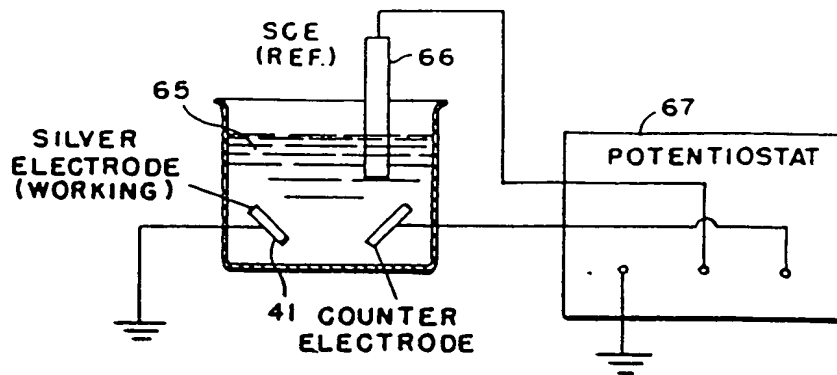 SCE
(REF.)
66
65
67
SILVER
ELECTRODE
(WORKING)
POTENTIOSTAT
41
COUNTER
ELECTRODE